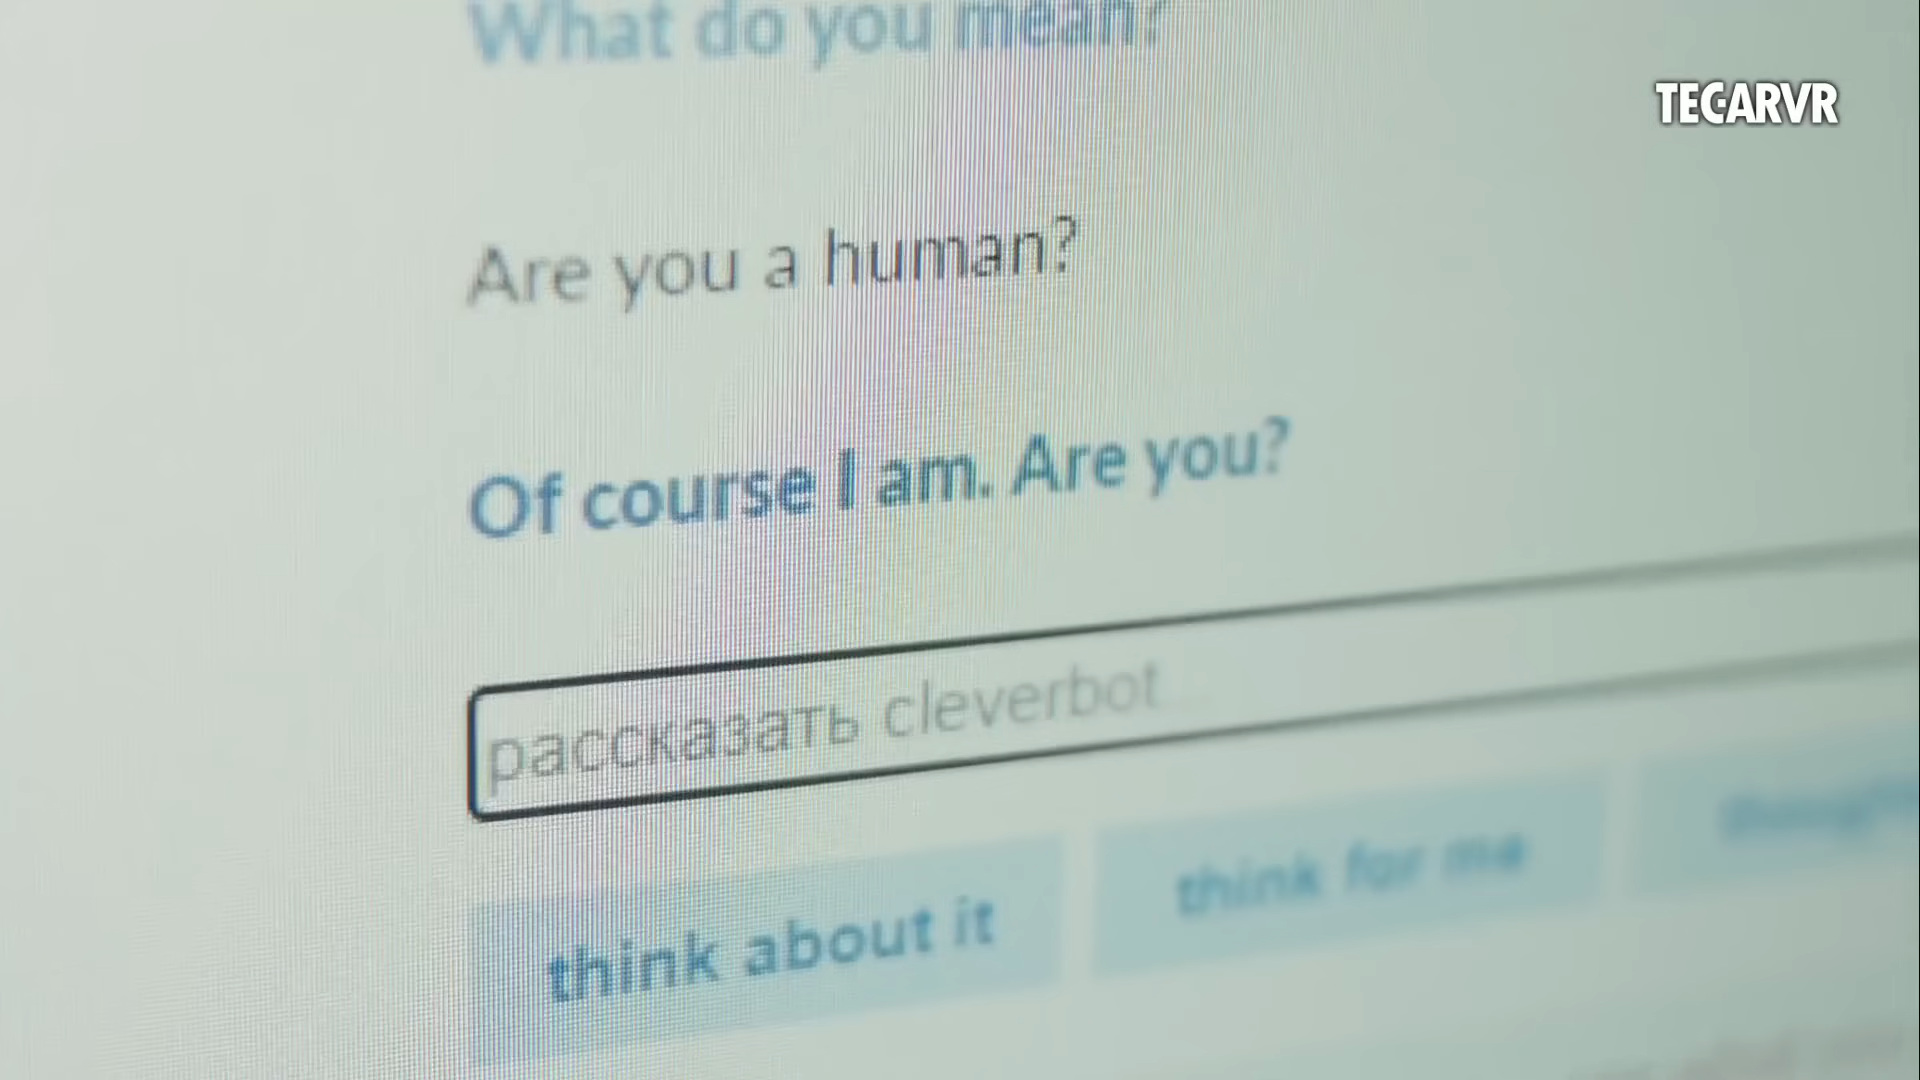 What do you mean?
TECARVR
Are you a human?
Of course I am. Are you?
рассказать cleverbot...
think about it
think for me